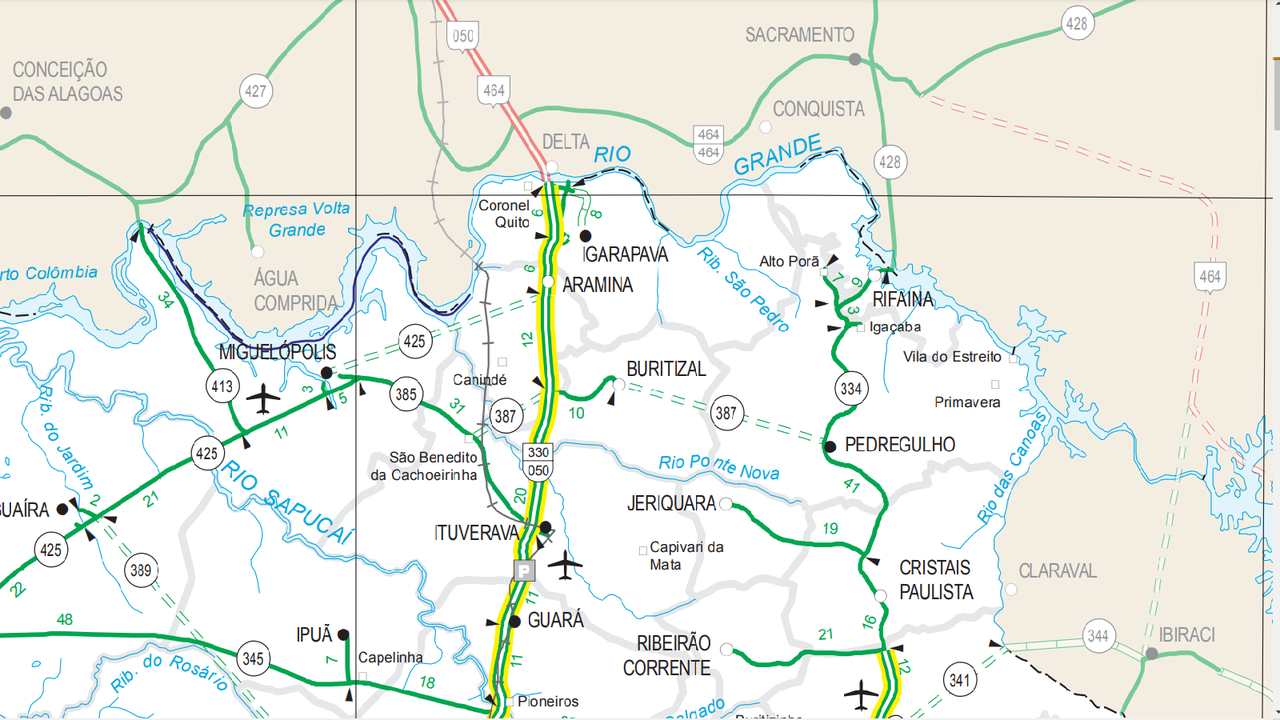 428
SACRAMENTO
050
CONCEIÇÃO
DAS ALAGOAS
427
464
CONQUISTA
DELTA
464
464
RIO
GRANDE
428
Represa Volta
Grande
Coronel
Quito
6
8
IGARAPAVA
Rib. São Pedro
Alto Porã
7
6
RIFAINA
3
Igaçaba
464
rto Colômbia
ÁGUA
COMPRIDA
34
6
ARAMINA
425
12
MIGUELÓPOLIS
413
3
5
385
Canindé
31
387
10
BURITIZAL
387
334
Vila do Estreito
Primavera
Rib. do Jardim
11
425
São Benedito
da Cachoeirinha
330
050
Rio Ponte Nova
PEDREGULHO
41
Rio das Canoas
RIO SAPUCAÍ
21
2
GUAÍRA
20
JERIQUARA
19
ITUVERAVA
425
389
22
P
Capivari da
Mata
CRISTAIS
PAULISTA
CLARAVAL
11
48
IPUÃ
GUARÁ
16
21
RIBEIRÃO
CORRENTE
344
IBIRACI
345
7
Capelinha
do Rosário
Rib.
18
11
12
341
Pioneiros
Salgado
Buritizinho